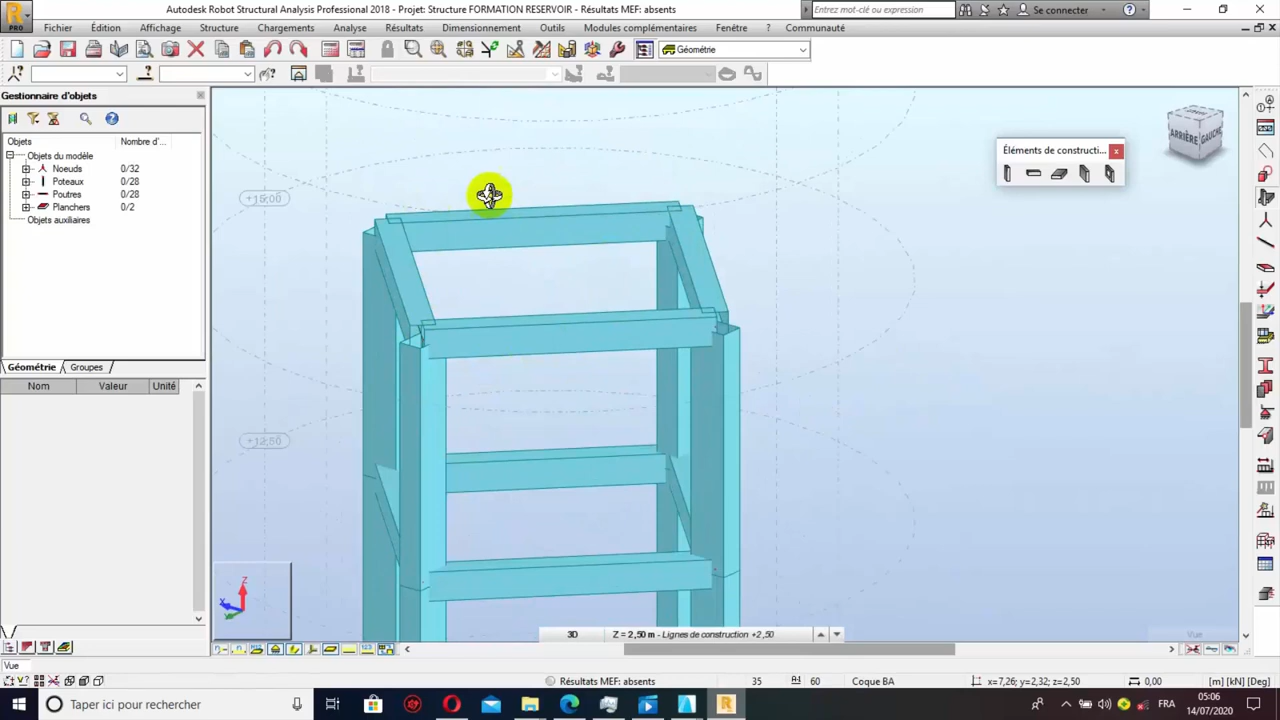 PRO
Autodesk Robot Structural Analysis Professional 2018 - Projet: Structure FORMATION RESERVOIR - Résultats MEF: absents
Entrez mot-clé ou expression
Se connecter
Fichier Édition Affichage Structure Chargements Analyse Résultats Dimensionnement Outils Modules complémentaires Fenêtre Communauté
Géométrie
Gestionnaire d'objets
Objets Nombre d'...
Objets du modèle
Noeuds 0/32
Poteaux 0/28
Poutres 0/28
Planchers 0/2
Objets auxiliaires
Géométrie Groupes
Nom Valeur Unité
+15,00
+12,50
Éléments de constructi...
ARRIÈRE GAUCHE
Z
3D Z = 2,50 m - Lignes de construction +2,50
Vue
Vue
Résultats MEF: absents 35 60 Coque BA x=7,26; y=2,32; z=2,50 0,00 [m] [kN] [Deg]
Taper ici pour rechercher
FRA
05:06
14/07/2020